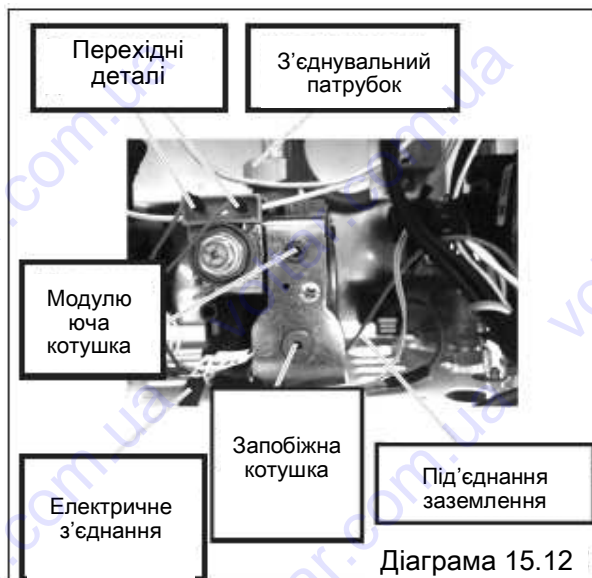 Перехідні
деталі
З’єднувальний
патрубок
Модулю
юча
котушка
Запобіжна
котушка
Під’єднання
заземлення
Електричне
з’єднання
Діаграма 15.12